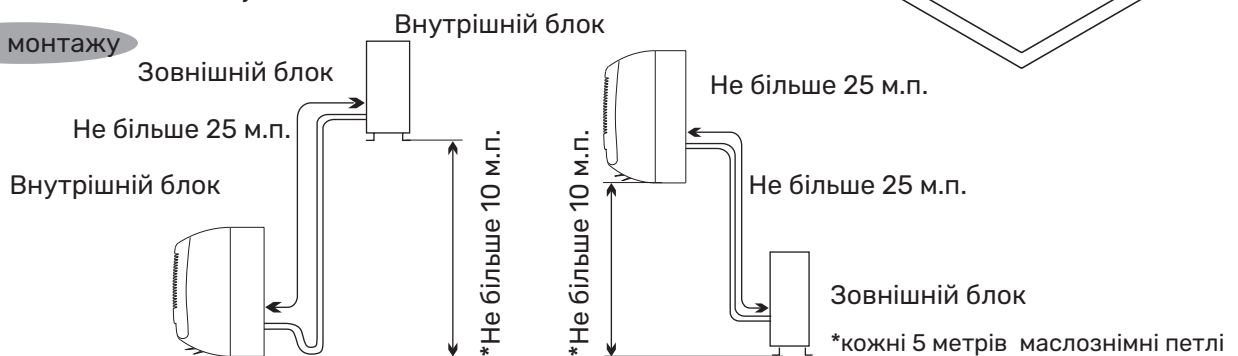 Внутрішній блок
монтажу
Зовнішній блок
Не більше 25 м.п.
Внутрішній блок
*Не більше 10 м.п.
Не більше 25 м.п.
*Не більше 10 м.п.
Не більше 25 м.п.
Зовнішній блок
*кожні 5 метрів маслознімні петлі